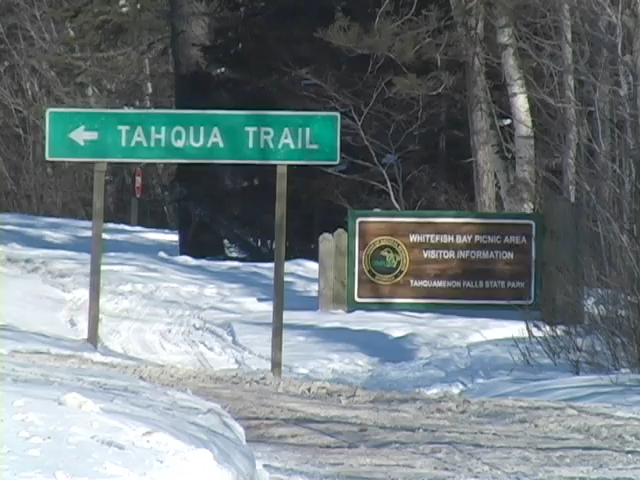 TAHQUA TRAIL
WHITEFISH BAY PICNIC AREA
VISITOR INFORMATION
TAHQUAMENON FALLS STATE PARK